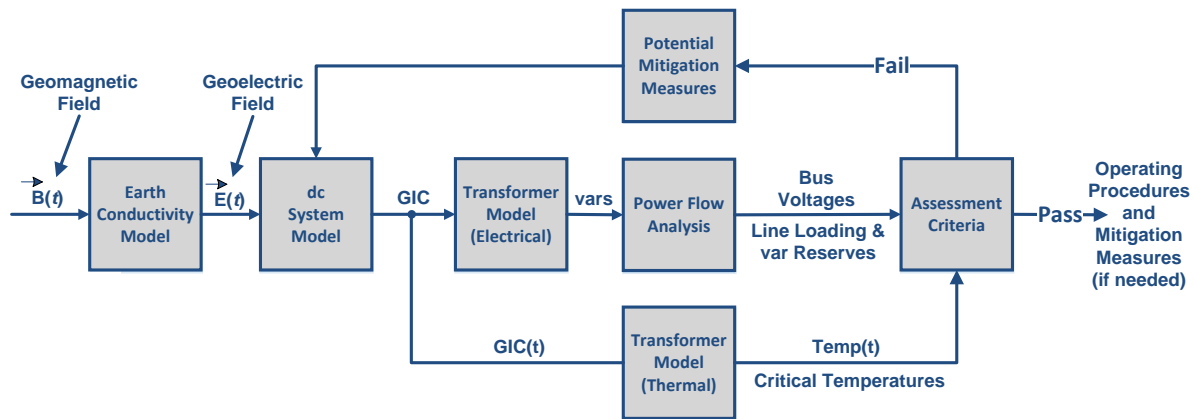 Potential
Mitigation
Measures
Fail
Geomagnetic
Field
Geoelectric
Field
B(t)
Earth
Conductivity
Model
E(t)
dc
System
Model
GIC
Transformer
Model
(Electrical)
vars
Power Flow
Analysis
Bus
Voltages
Line Loading &
var Reserves
Assessment
Criteria
Pass
Operating
Procedures
and
Mitigation
Measures
(if needed)
GIC(t)
Transformer
Model
(Thermal)
Temp(t)
Critical Temperatures